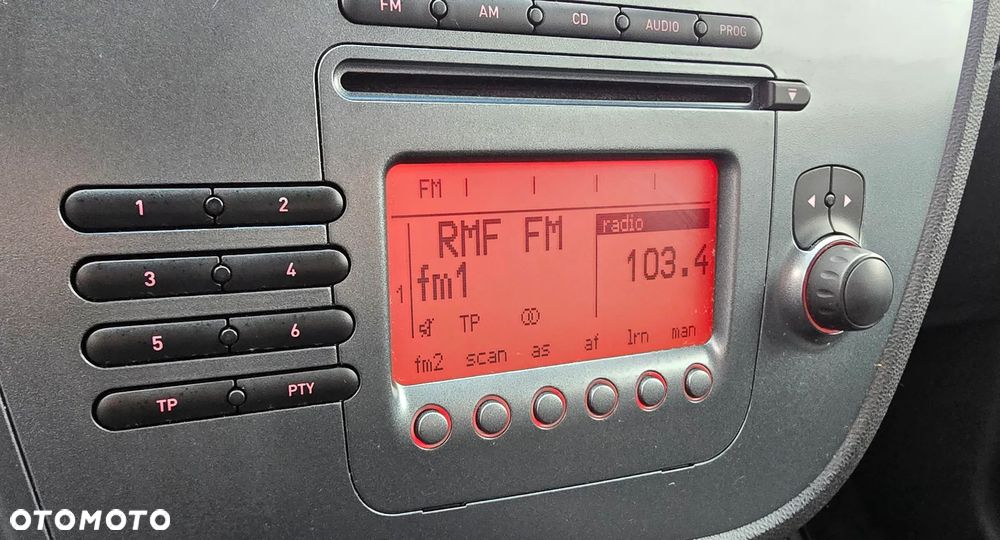 FM AM CD AUDIO PROG
FM
RMF FM
radio
103.4
1 fm1
TP
fm2 scan as af lrn man
1 2
3 4
5 6
TP PTY
OTOMOTO